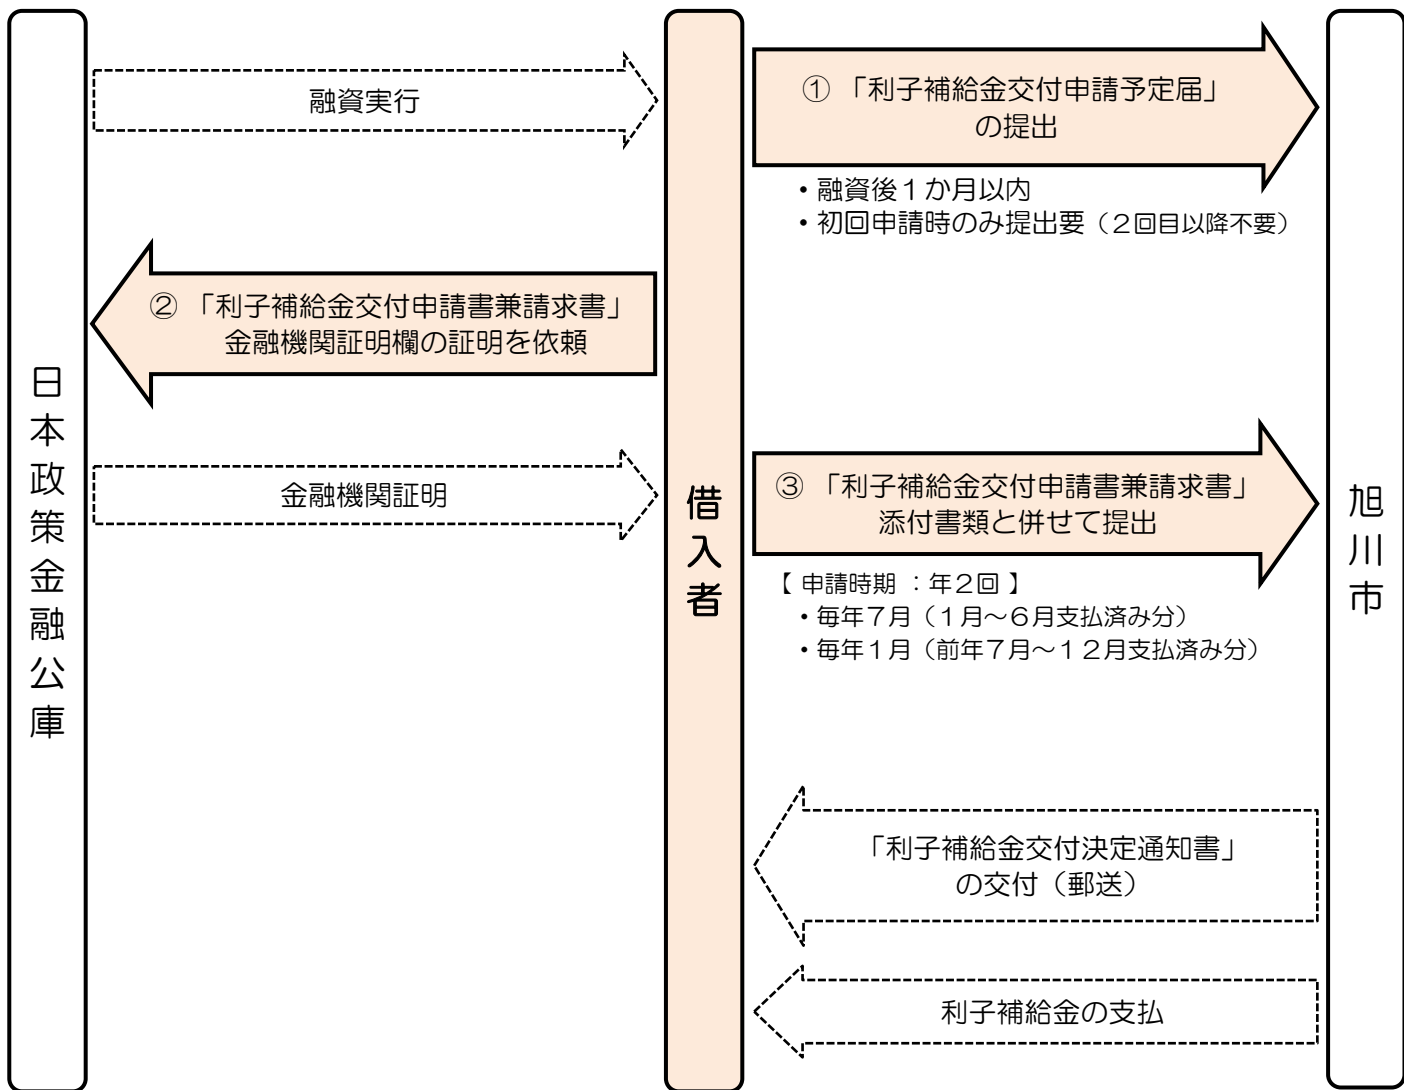 日本政策金融公庫
借入者
旭川市
融資実行
① 「利子補給金交付申請予定届」
の提出
・融資後１か月以内
・初回申請時のみ提出要（２回目以降不要）
② 「利子補給金交付申請書兼請求書」
金融機関証明欄の証明を依頼
金融機関証明
③ 「利子補給金交付申請書兼請求書」
添付書類と併せて提出
【 申請時期 ：年２回 】
・毎年７月（１月～６月支払済み分）
・毎年１月（前年７月～１２月支払済み分）
「利子補給金交付決定通知書」
の交付（郵送）
利子補給金の支払